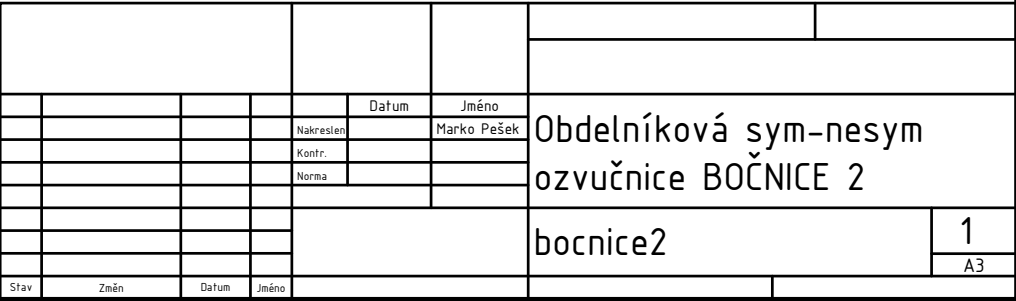 Datum Jméno
Nakreslen Marko Pešek
Kontr.
Norma
Obdelníková sym-nesym
ozvučnice BOČNICE 2
bocnice2
1
A3
Stav Změn Datum Jméno